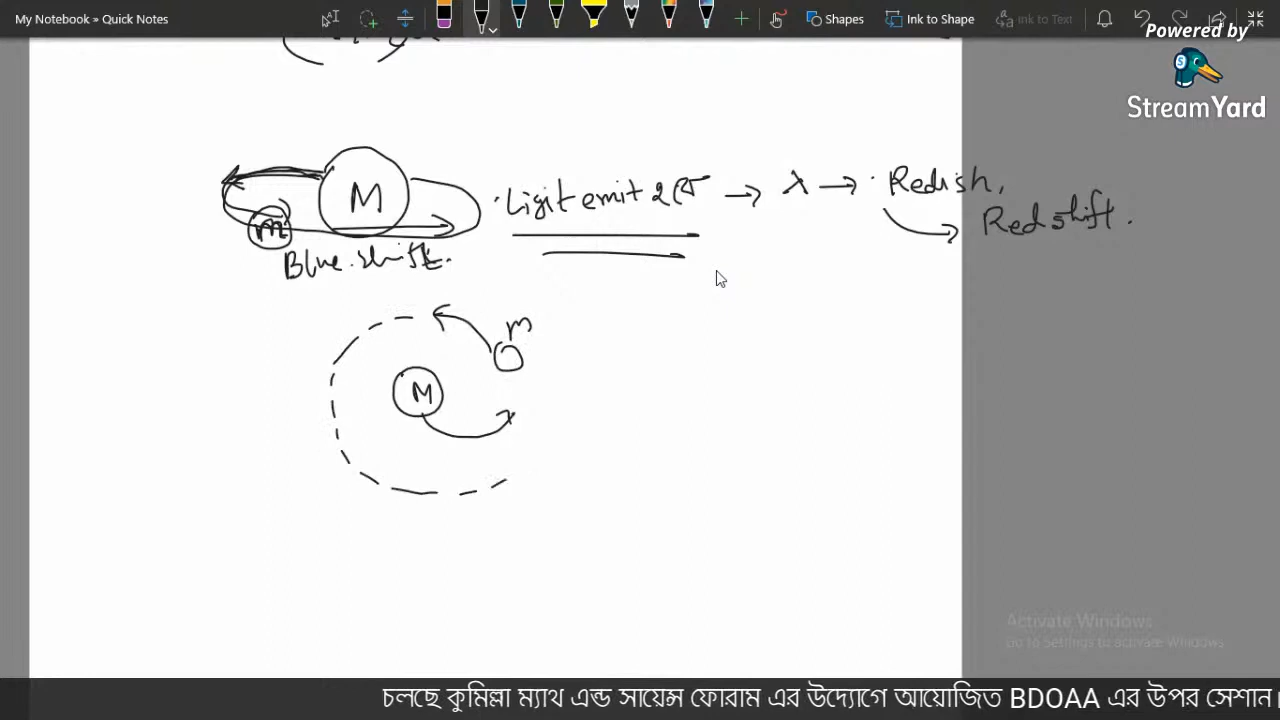 My Notebook » Quick Notes
Shapes
Ink to Shape
Ink to Text
Powered by
StreamYard
M
m
Light emit করে → λ → Redish,
Redshift.
Blue shift.
m
M
Activate Windows
Go to Settings to activate Windows.
চলছে কুমিল্লা ম্যাথ এন্ড সায়েন্স ফোরাম এর উদ্যোগে আয়োজিত BDOAA এর উপর সেশান